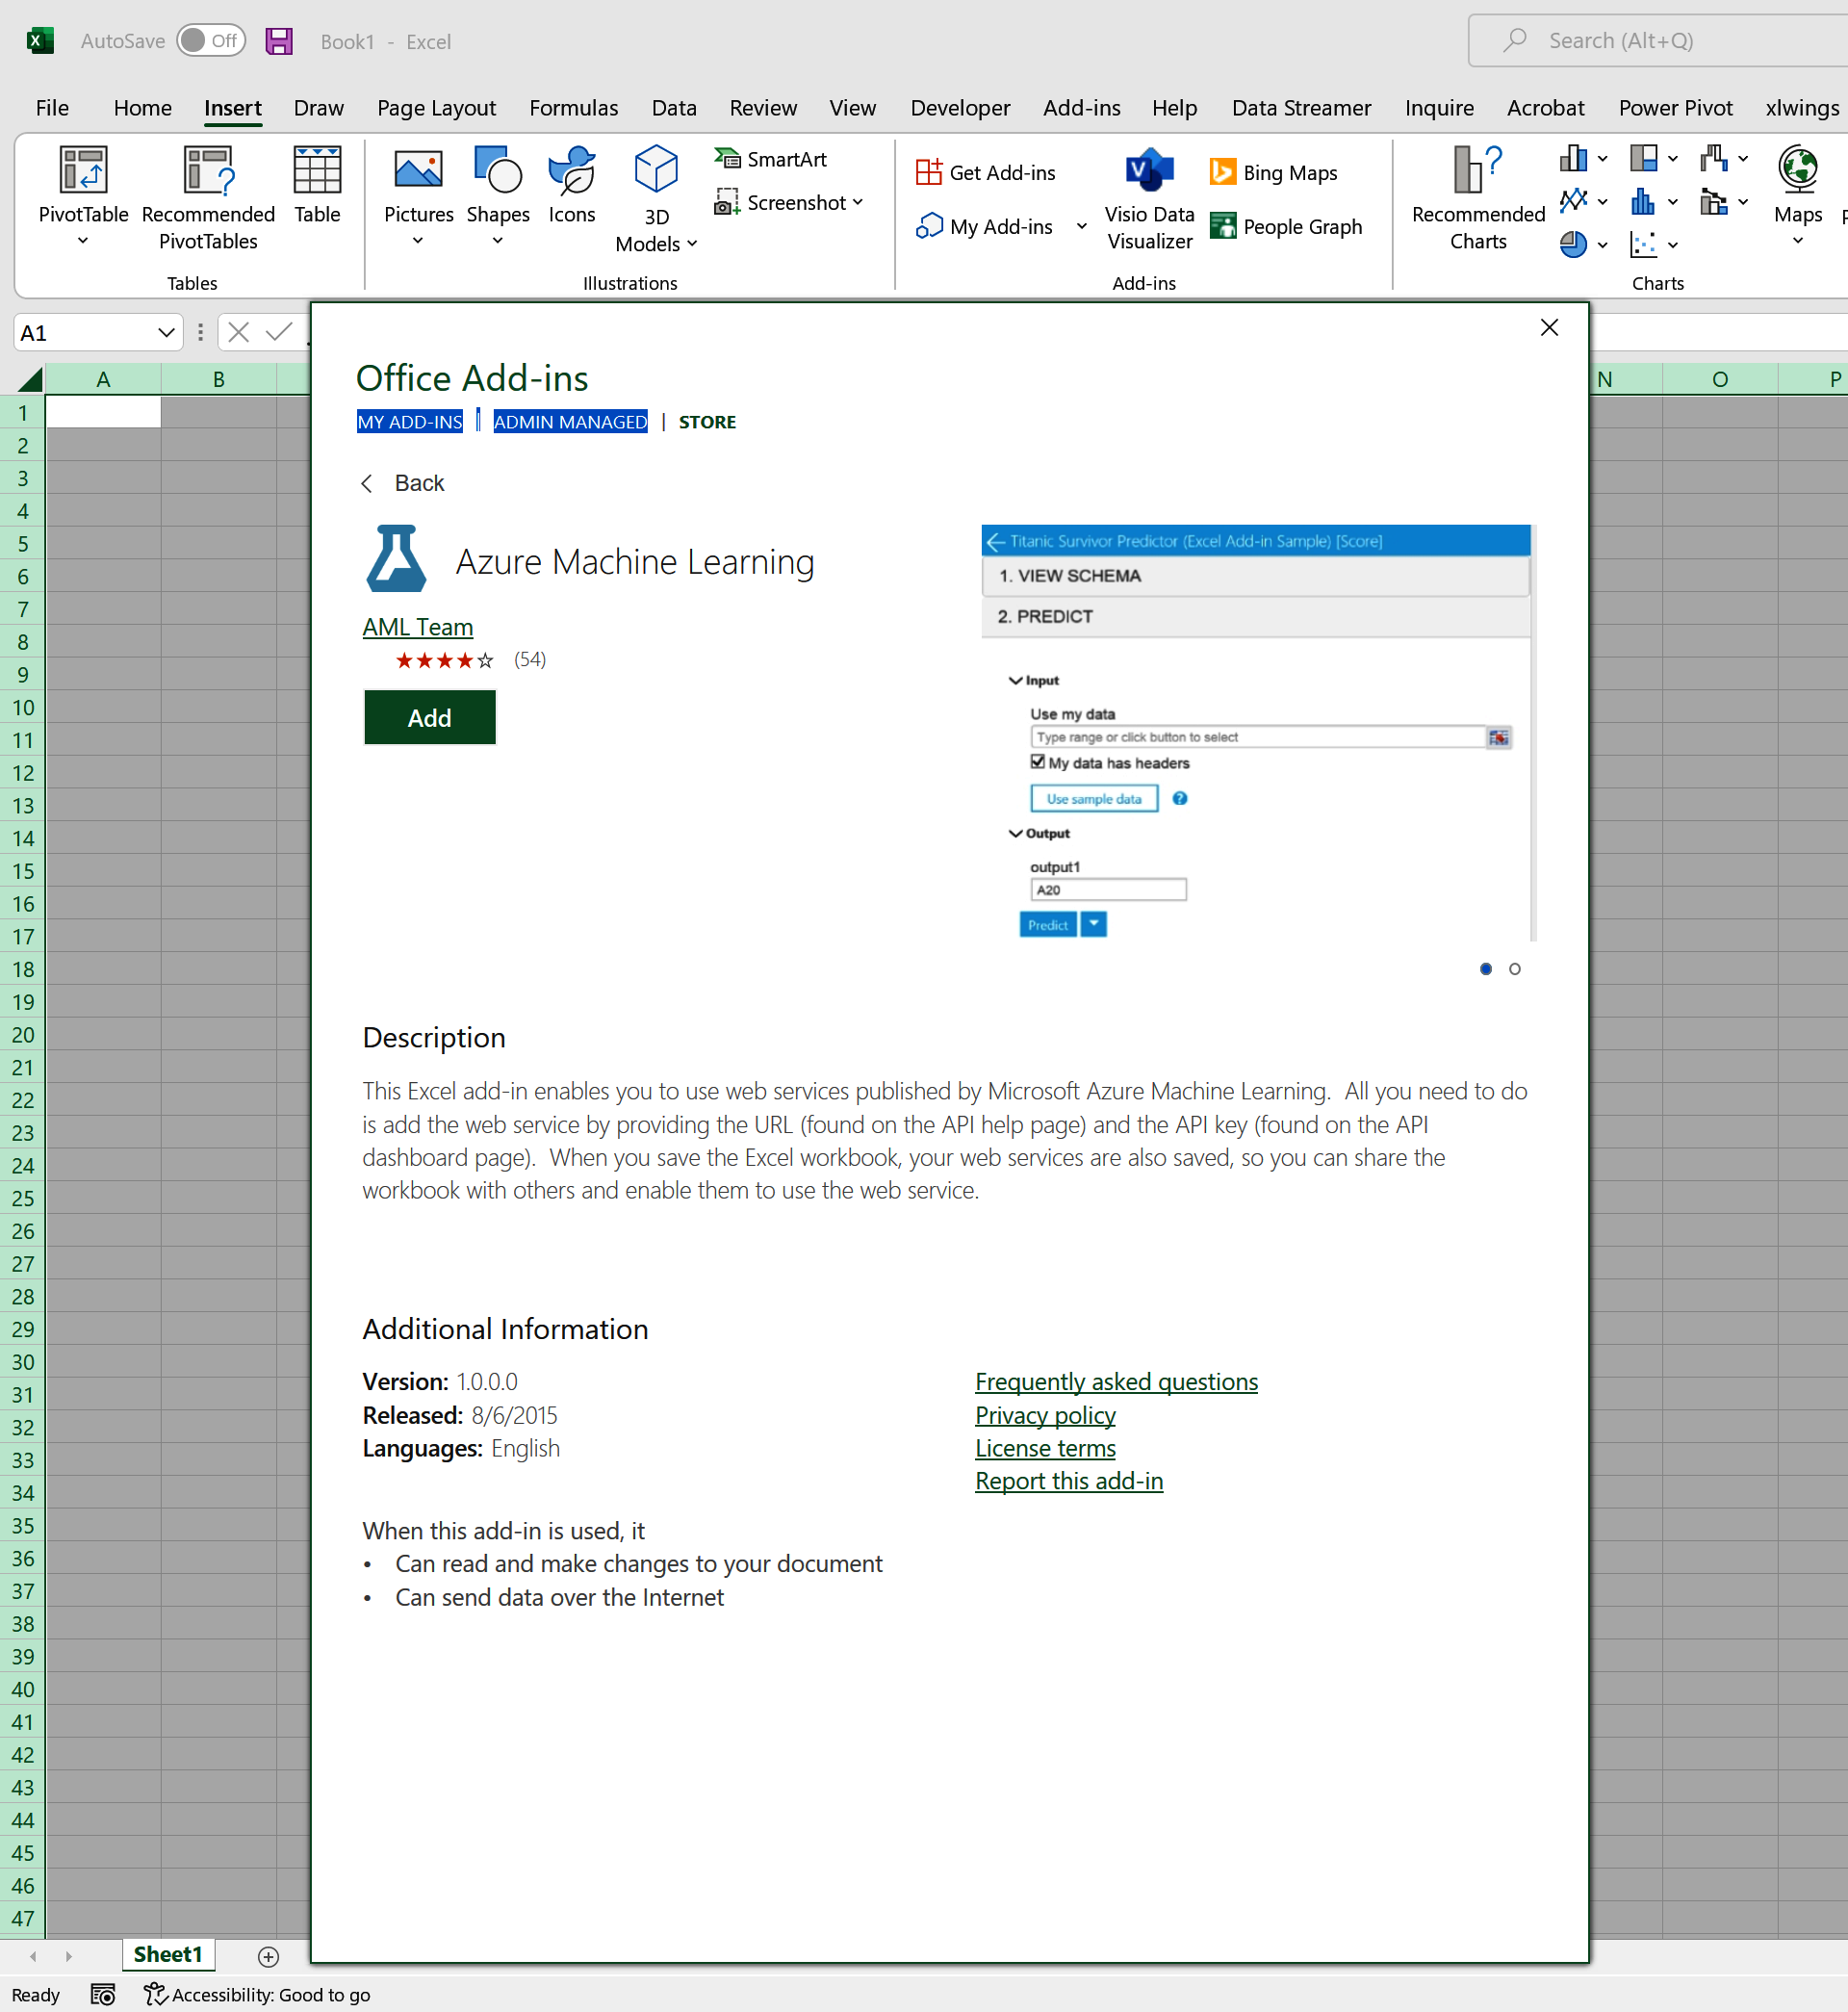 AutoSave Off Book1 - Excel Search (Alt+Q)
File Home Insert Draw Page Layout Formulas Data Review View Developer Add-ins Help Data Streamer Inquire Acrobat Power Pivot xlwings
PivotTable
Recommended
PivotTables
Table
Tables
Pictures
Shapes
Icons
3D
Models
SmartArt
Screenshot
Illustrations
Get Add-ins
My Add-ins
Visio Data
Visualizer
Bing Maps
People Graph
Add-ins
Recommended
Charts
Maps
Charts
A1
A B N O P
Office Add-ins
MY ADD-INS | ADMIN MANAGED | STORE
Back
Azure Machine Learning
AML Team
(54)
Add
Titanic Survivor Predictor (Excel Add-in Sample) [Score]
1. VIEW SCHEMA
2. PREDICT
Input
Use my data
Type range or click button to select
My data has headers
Use sample data ?
Output
output1
A20
Predict
Description
This Excel add-in enables you to use web services published by Microsoft Azure Machine Learning. All you need to do
is add the web service by providing the URL (found on the API help page) and the API key (found on the API
dashboard page). When you save the Excel workbook, your web services are also saved, so you can share the
workbook with others and enable them to use the web service.
Additional Information
Version: 1.0.0.0
Released: 8/6/2015
Languages: English
Frequently asked questions
Privacy policy
License terms
Report this add-in
When this add-in is used, it
• Can read and make changes to your document
• Can send data over the Internet
1
2
3
4
5
6
7
8
9
10
11
12
13
14
15
16
17
18
19
20
21
22
23
24
25
26
27
28
29
30
31
32
33
34
35
36
37
38
39
40
41
42
43
44
45
46
47
Sheet1
Ready Accessibility: Good to go